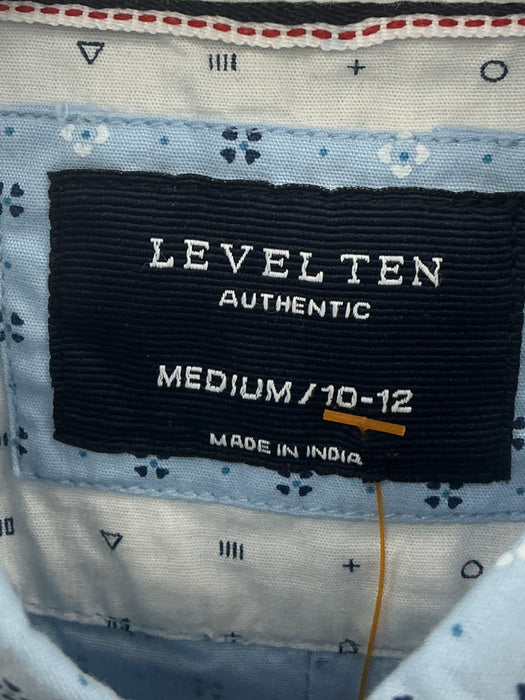 LEVEL TEN
AUTHENTIC
MEDIUM / 10-12
MADE IN INDIA